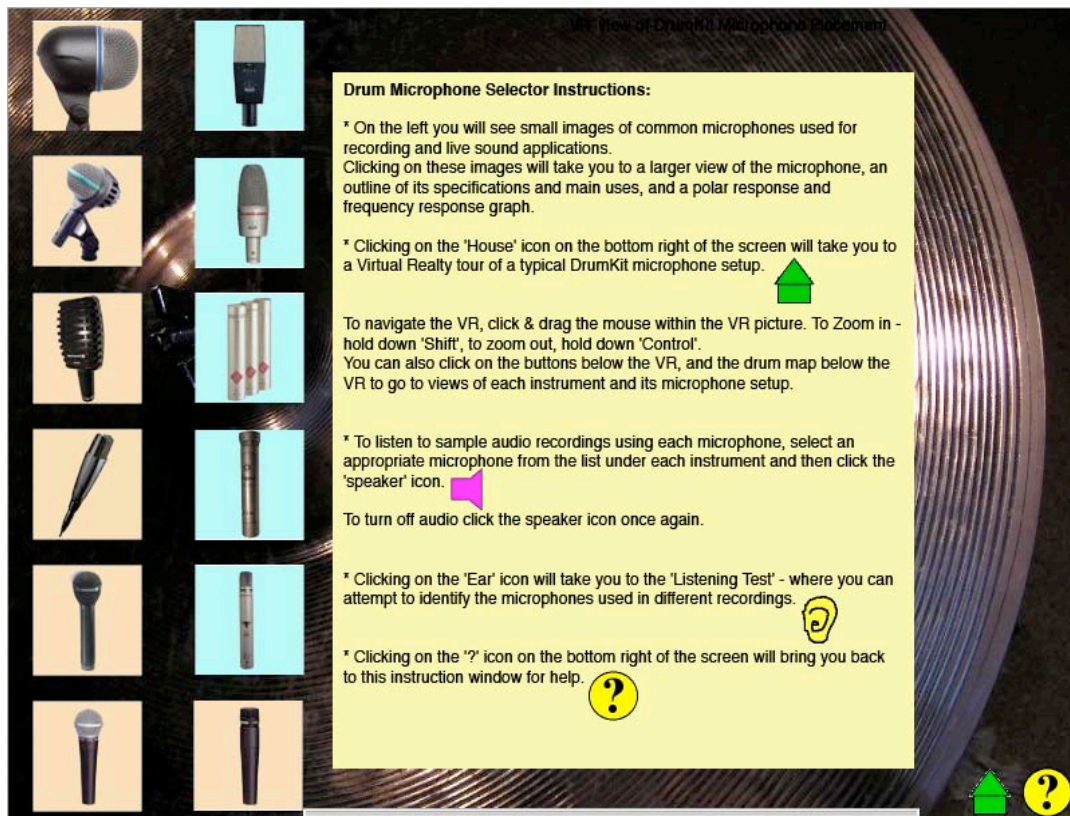 VR View of DrumKit Microphone Placement
Drum Microphone Selector Instructions:
* On the left you will see small images of common microphones used for
recording and live sound applications.
Clicking on these images will take you to a larger view of the microphone, an
outline of its specifications and main uses, and a polar response and
frequency response graph.
* Clicking on the 'House' icon on the bottom right of the screen will take you to
a Virtual Realty tour of a typical DrumKit microphone setup.
To navigate the VR, click & drag the mouse within the VR picture. To Zoom in -
hold down 'Shift', to zoom out, hold down 'Control'.
You can also click on the buttons below the VR, and the drum map below the
VR to go to views of each instrument and its microphone setup.
* To listen to sample audio recordings using each microphone, select an
appropriate microphone from the list under each instrument and then click the
'speaker' icon.
To turn off audio click the speaker icon once again.
* Clicking on the 'Ear' icon will take you to the 'Listening Test' - where you can
attempt to identify the microphones used in different recordings.
* Clicking on the '?' icon on the bottom right of the screen will bring you back
to this instruction window for help.
?
?